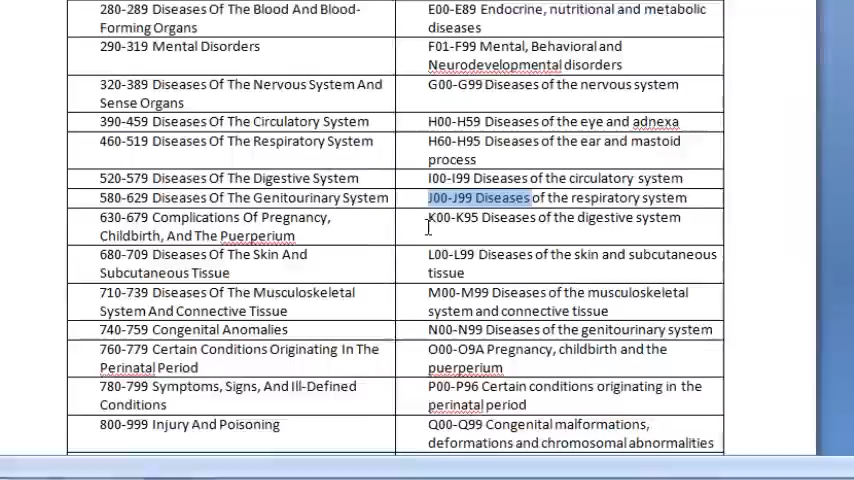 280-289 Diseases Of The Blood And Blood-
Forming Organs
E00-E89 Endocrine, nutritional and metabolic
diseases
290-319 Mental Disorders
F01-F99 Mental, Behavioral and
Neurodevelopmental disorders
320-389 Diseases Of The Nervous System And
Sense Organs
G00-G99 Diseases of the nervous system
390-459 Diseases Of The Circulatory System
H00-H59 Diseases of the eye and adnexa
460-519 Diseases Of The Respiratory System
H60-H95 Diseases of the ear and mastoid
process
520-579 Diseases Of The Digestive System
I00-I99 Diseases of the circulatory system
580-629 Diseases Of The Genitourinary System
J00-J99 Diseases of the respiratory system
630-679 Complications Of Pregnancy,
Childbirth, And The Puerperium
K00-K95 Diseases of the digestive system
680-709 Diseases Of The Skin And
Subcutaneous Tissue
L00-L99 Diseases of the skin and subcutaneous
tissue
710-739 Diseases Of The Musculoskeletal
System And Connective Tissue
M00-M99 Diseases of the musculoskeletal
system and connective tissue
740-759 Congenital Anomalies
N00-N99 Diseases of the genitourinary system
760-779 Certain Conditions Originating In The
Perinatal Period
O00-O9A Pregnancy, childbirth and the
puerperium
780-799 Symptoms, Signs, And Ill-Defined
Conditions
P00-P96 Certain conditions originating in the
perinatal period
800-999 Injury And Poisoning
Q00-Q99 Congenital malformations,
deformations and chromosomal abnormalities